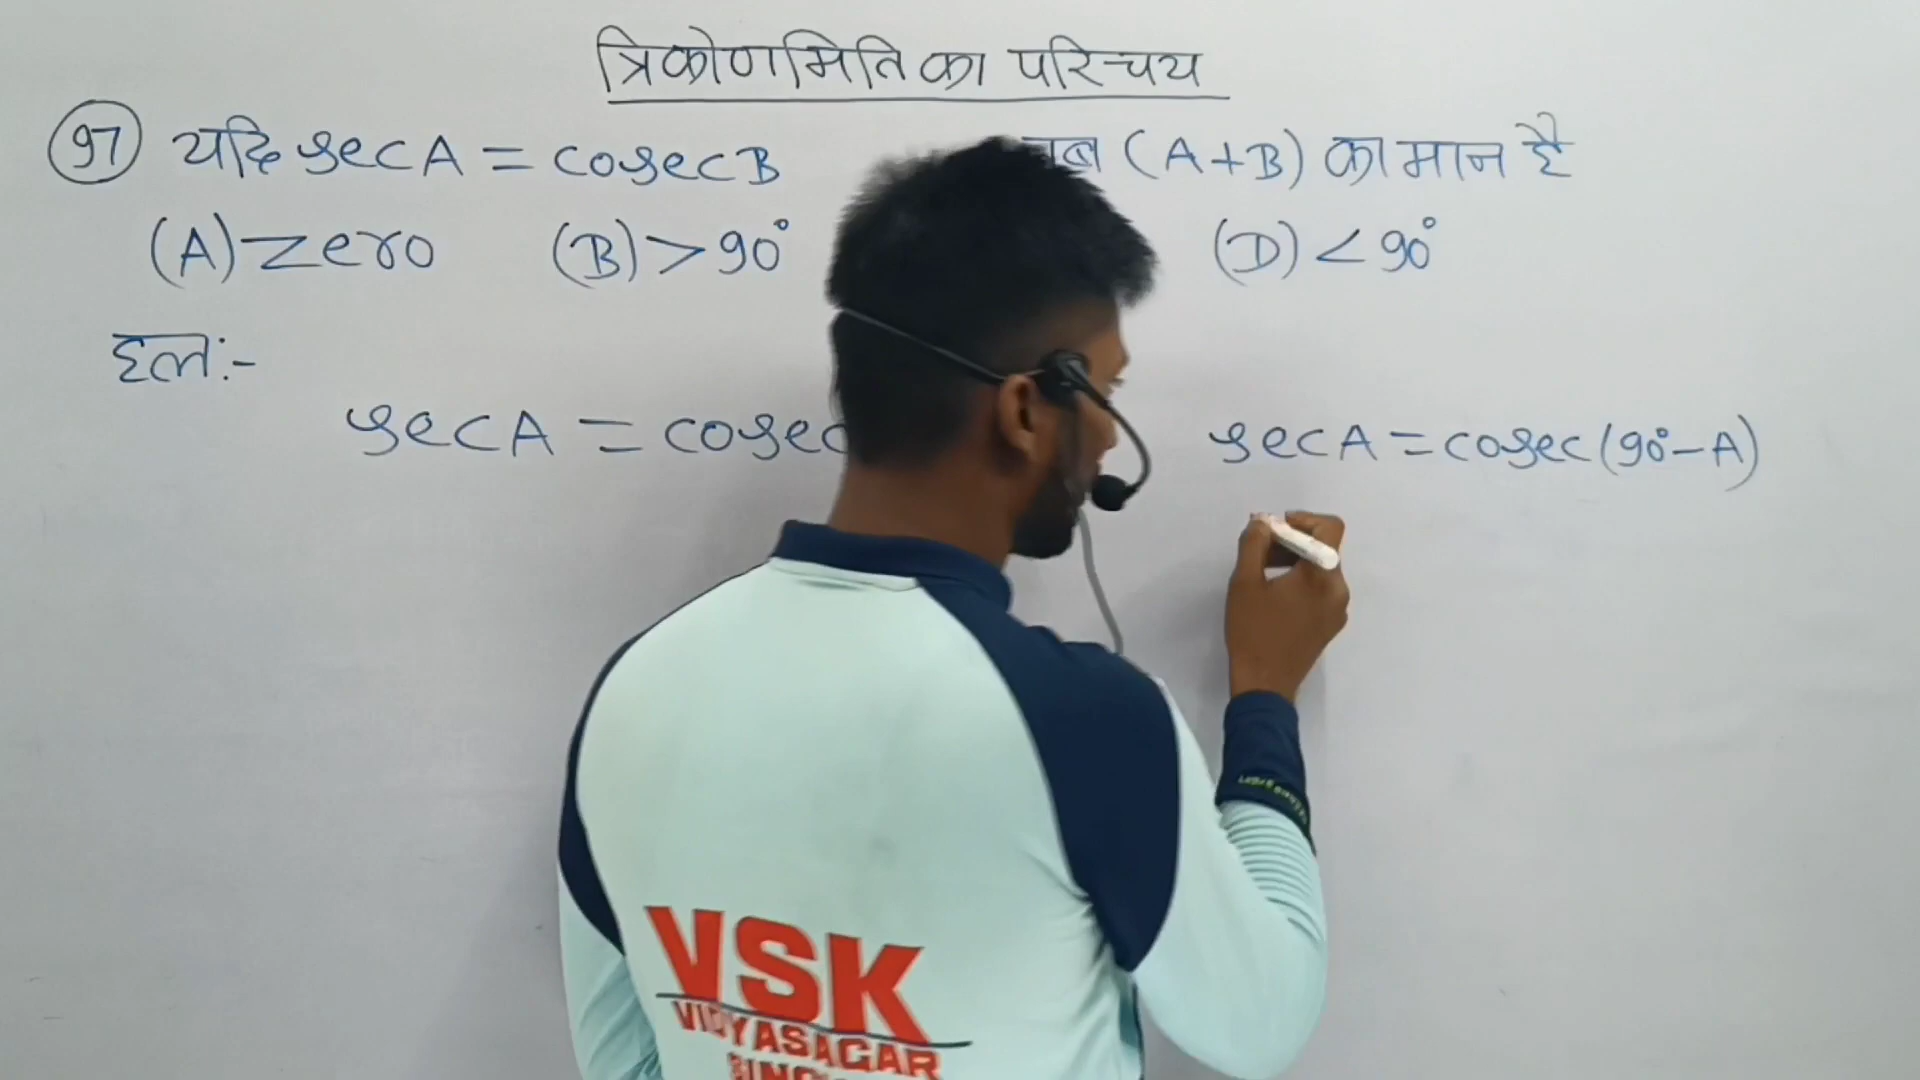 त्रिकोणमिति का परिचय
97 यदि secA = cosecB तब (A+B) का मान है
(A) zero (B) >90° (D) <90°
हल:-
secA = cosec secA = cosec(90°-A)
VSK
VIDYASAGAR